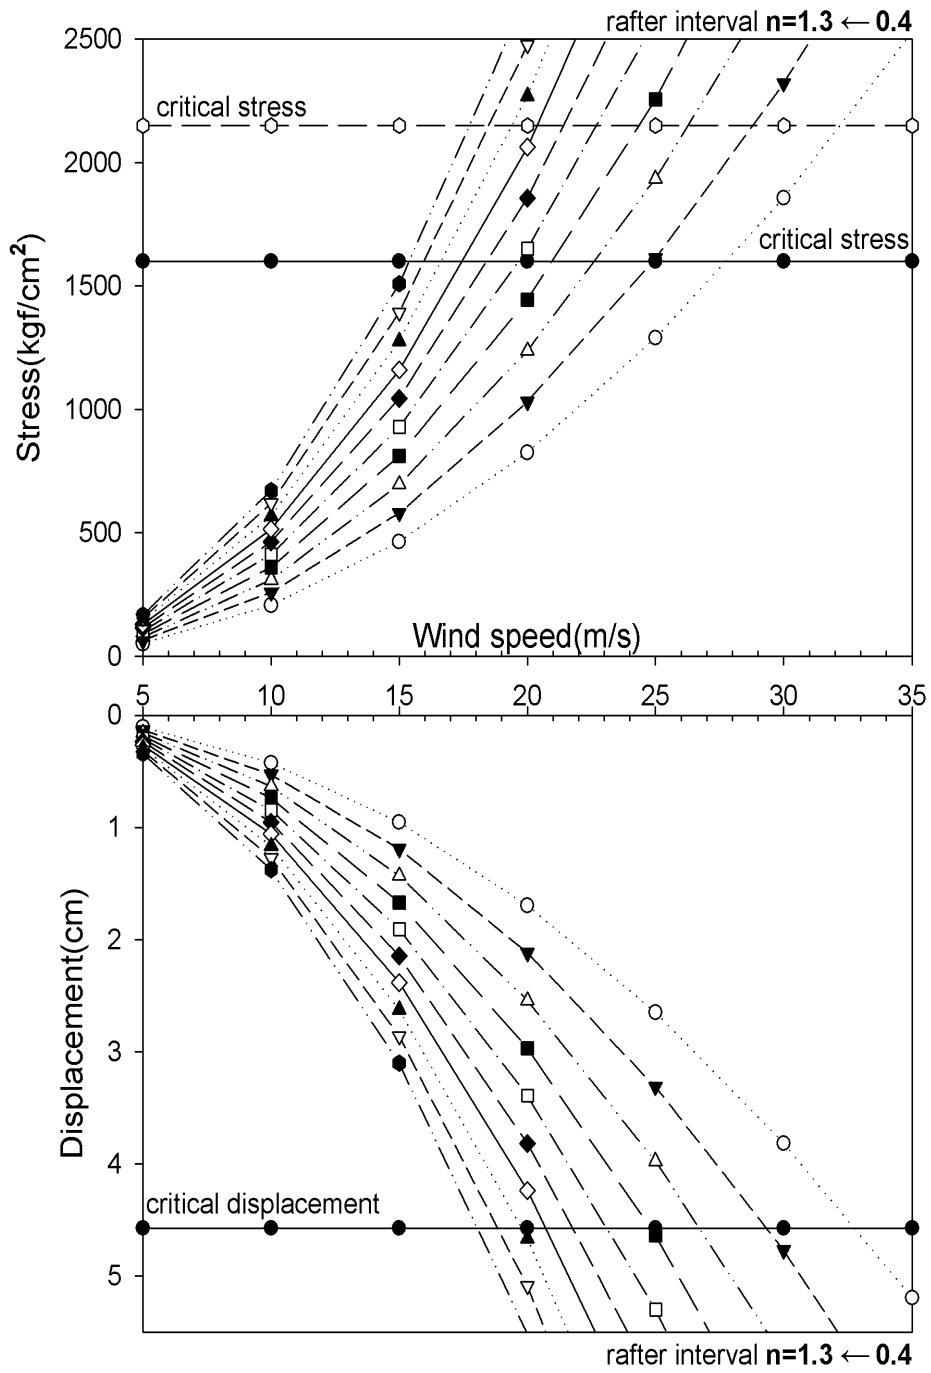 rafter interval n=1.3 ← 0.4
2500
critical stress
2000
critical stress
1500
Stress(kgf/cm²)
1000
500
Wind speed(m/s)
0
5 10 15 20 25 30 35
0
1
2
Displacement(cm)
3
4
critical displacement
5
rafter interval n=1.3 ← 0.4